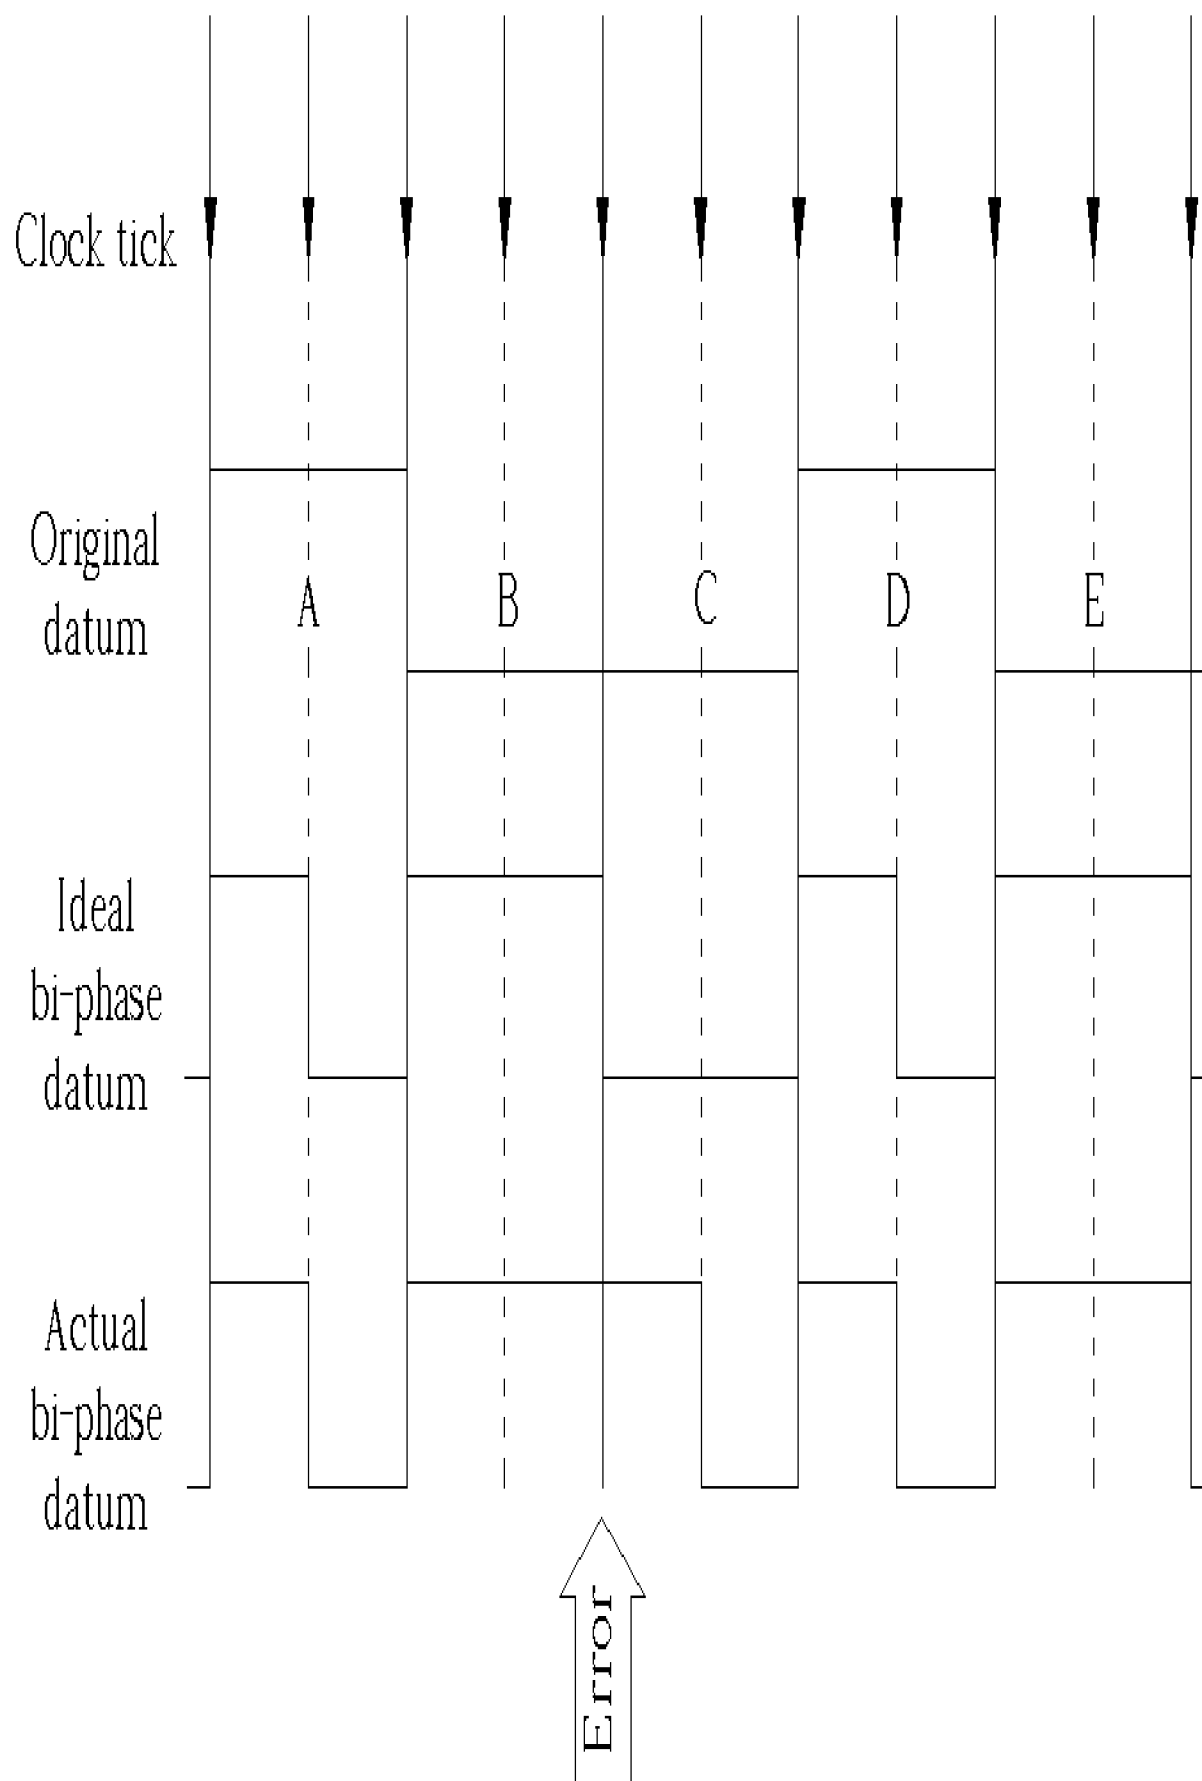 Clock tick
Original
datum
A B C D E
Ideal
bi-phase
datum
Actual
bi-phase
datum
Error